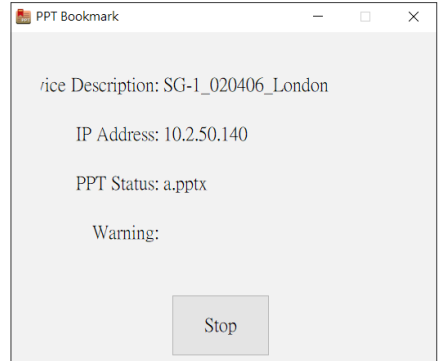 PPT Bookmark
vice Description: SG-1_020406_London
IP Address: 10.2.50.140
PPT Status: a.pptx
Warning:
Stop